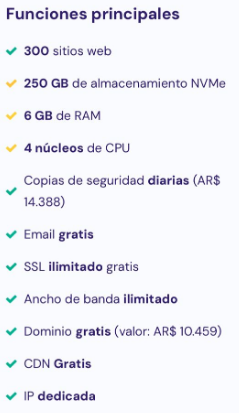 Funciones principales
300 sitios web
250 GB de almacenamiento NVMe
6 GB de RAM
4 núcleos de CPU
Copias de seguridad diarias (AR$
14.388)
Email gratis
SSL ilimitado gratis
Ancho de banda ilimitado
Dominio gratis (valor: AR$ 10.459)
CDN Gratis
IP dedicada